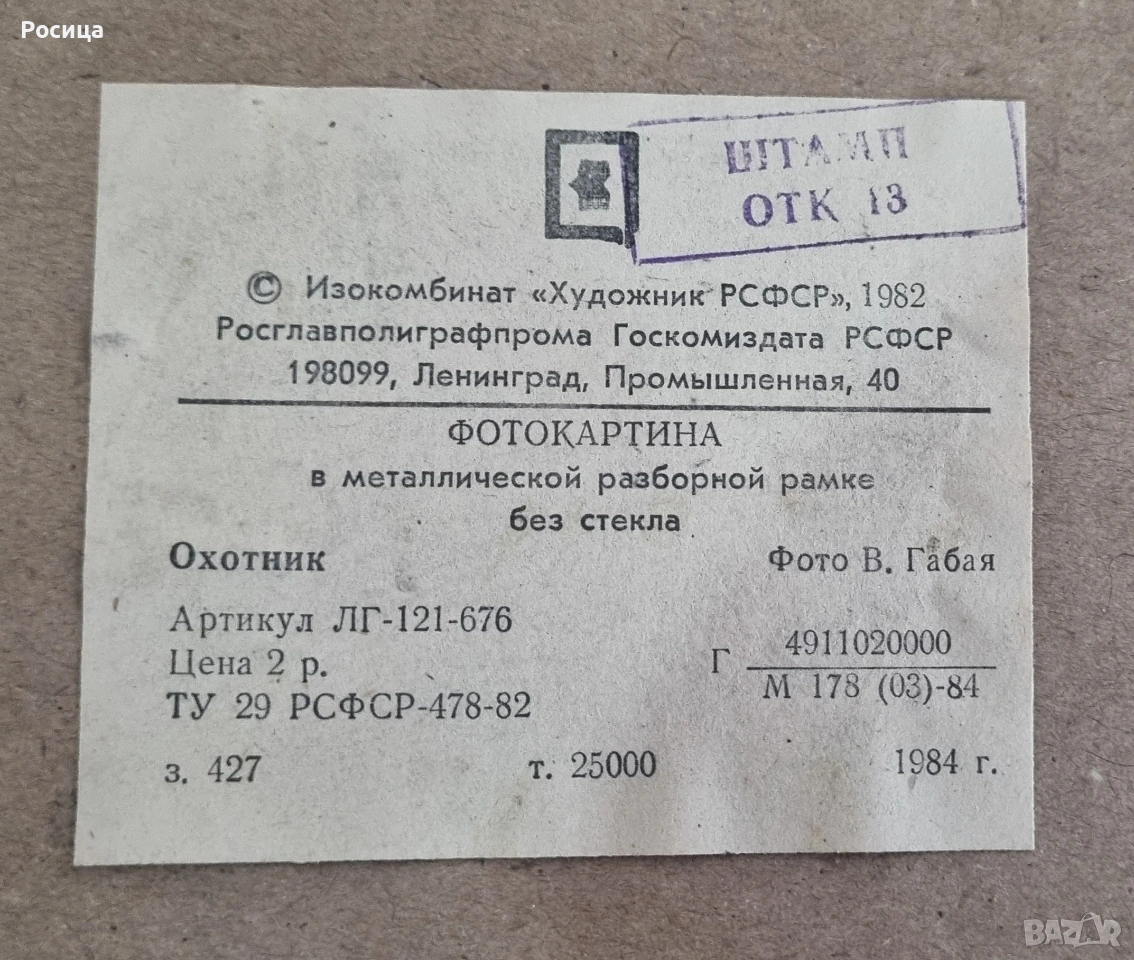 Росица
ШТАМП
ОТК 13
© Изокомбинат «Художник РСФСР», 1982
Росглавполиграфпрома Госкомиздата РСФСР
198099, Ленинград, Промышленная, 40
ФОТОКАРТИНА
в металлической разборной рамке
без стекла
Охотник Фото В. Габая
Артикул ЛГ-121-676
Цена 2 р.
ТУ 29 РСФСР-478-82
Г 4911020000
М 178 (03)-84
з. 427 т. 25000 1984 г.
BAZAR